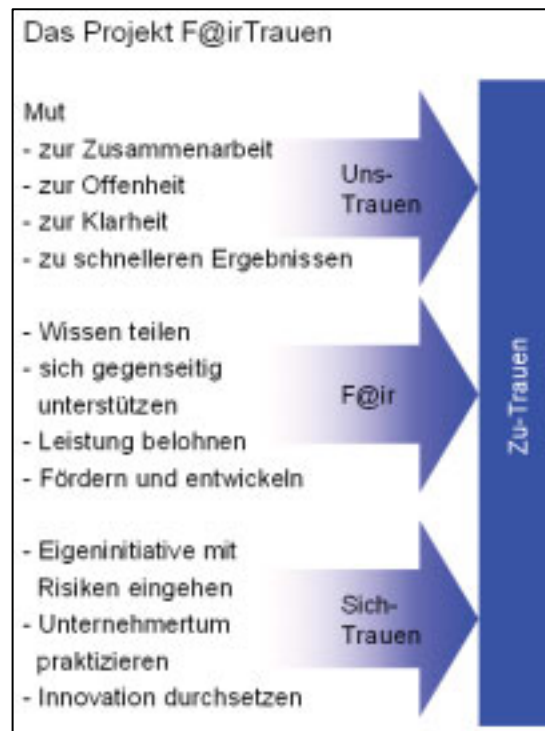 Das Projekt F@irTrauen
Mut
- zur Zusammenarbeit
- zur Offenheit
- zur Klarheit
- zu schnelleren Ergebnissen
Uns-
Trauen
- Wissen teilen
- sich gegenseitig
unterstützen
- Leistung belohnen
- Fördern und entwickeln
F@ir
- Eigeninitiative mit
Risiken eingehen
- Unternehmertum
praktizieren
- Innovation durchsetzen
Sich-
Trauen
Zu-Trauen